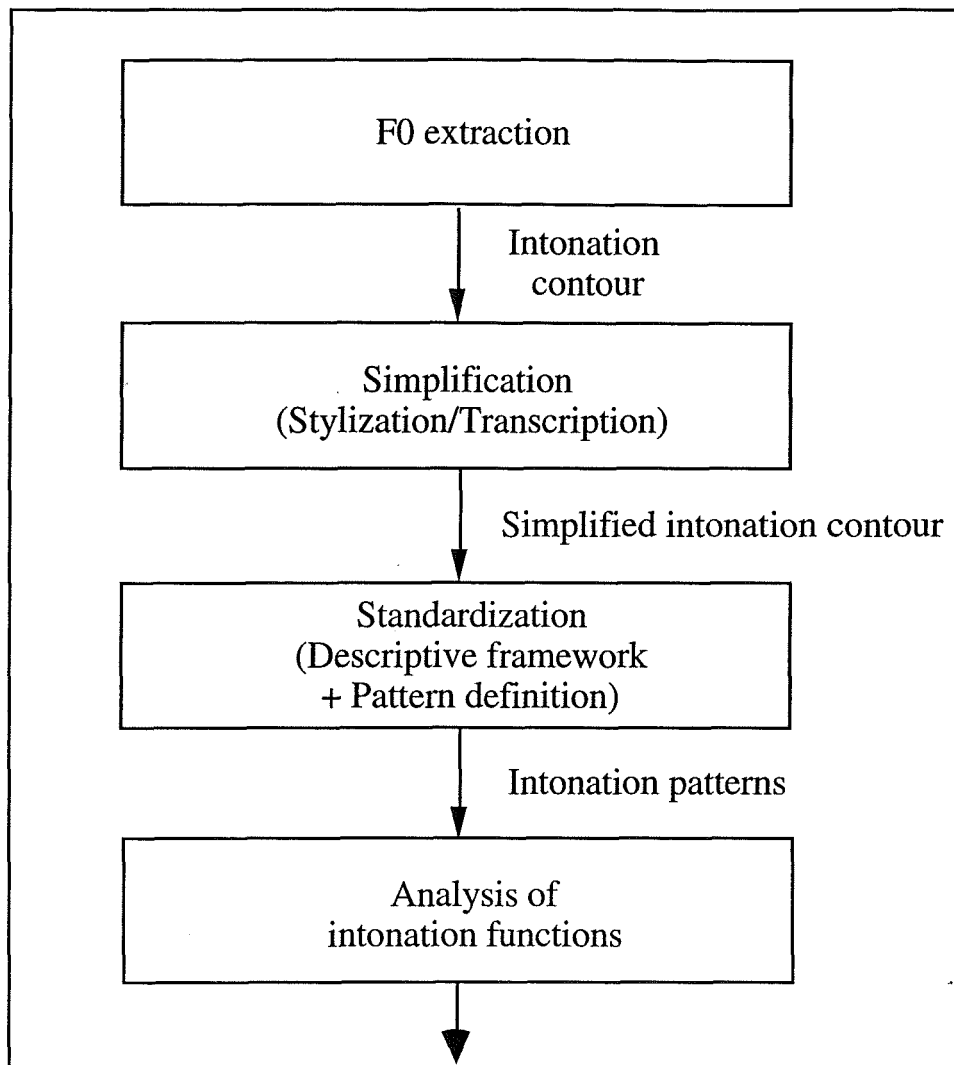 F0 extraction
Intonation
contour
Simplification
(Stylization/Transcription)
Simplified intonation contour
Standardization
(Descriptive framework
+ Pattern definition)
Intonation patterns
Analysis of
intonation functions